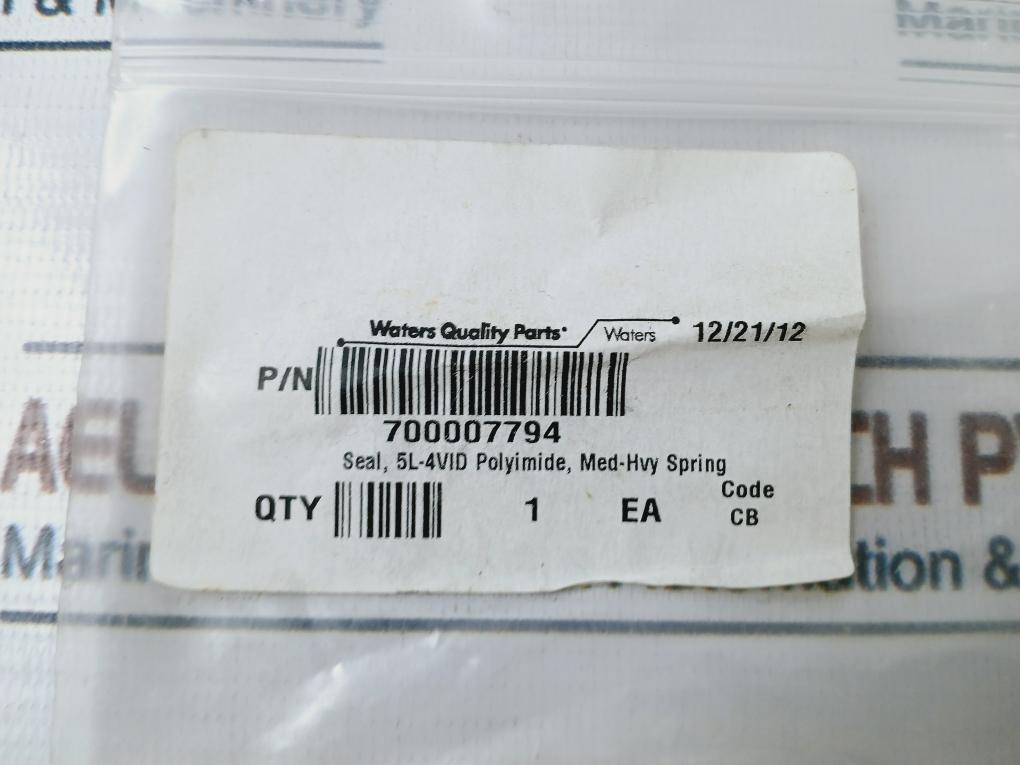 & Machinery
Waters Quality Parts
Waters
12/21/12
P/N
700007794
Seal, 5L-4VID Polyimide, Med-Hvy Spring
QTY 1 EA
Code
CB